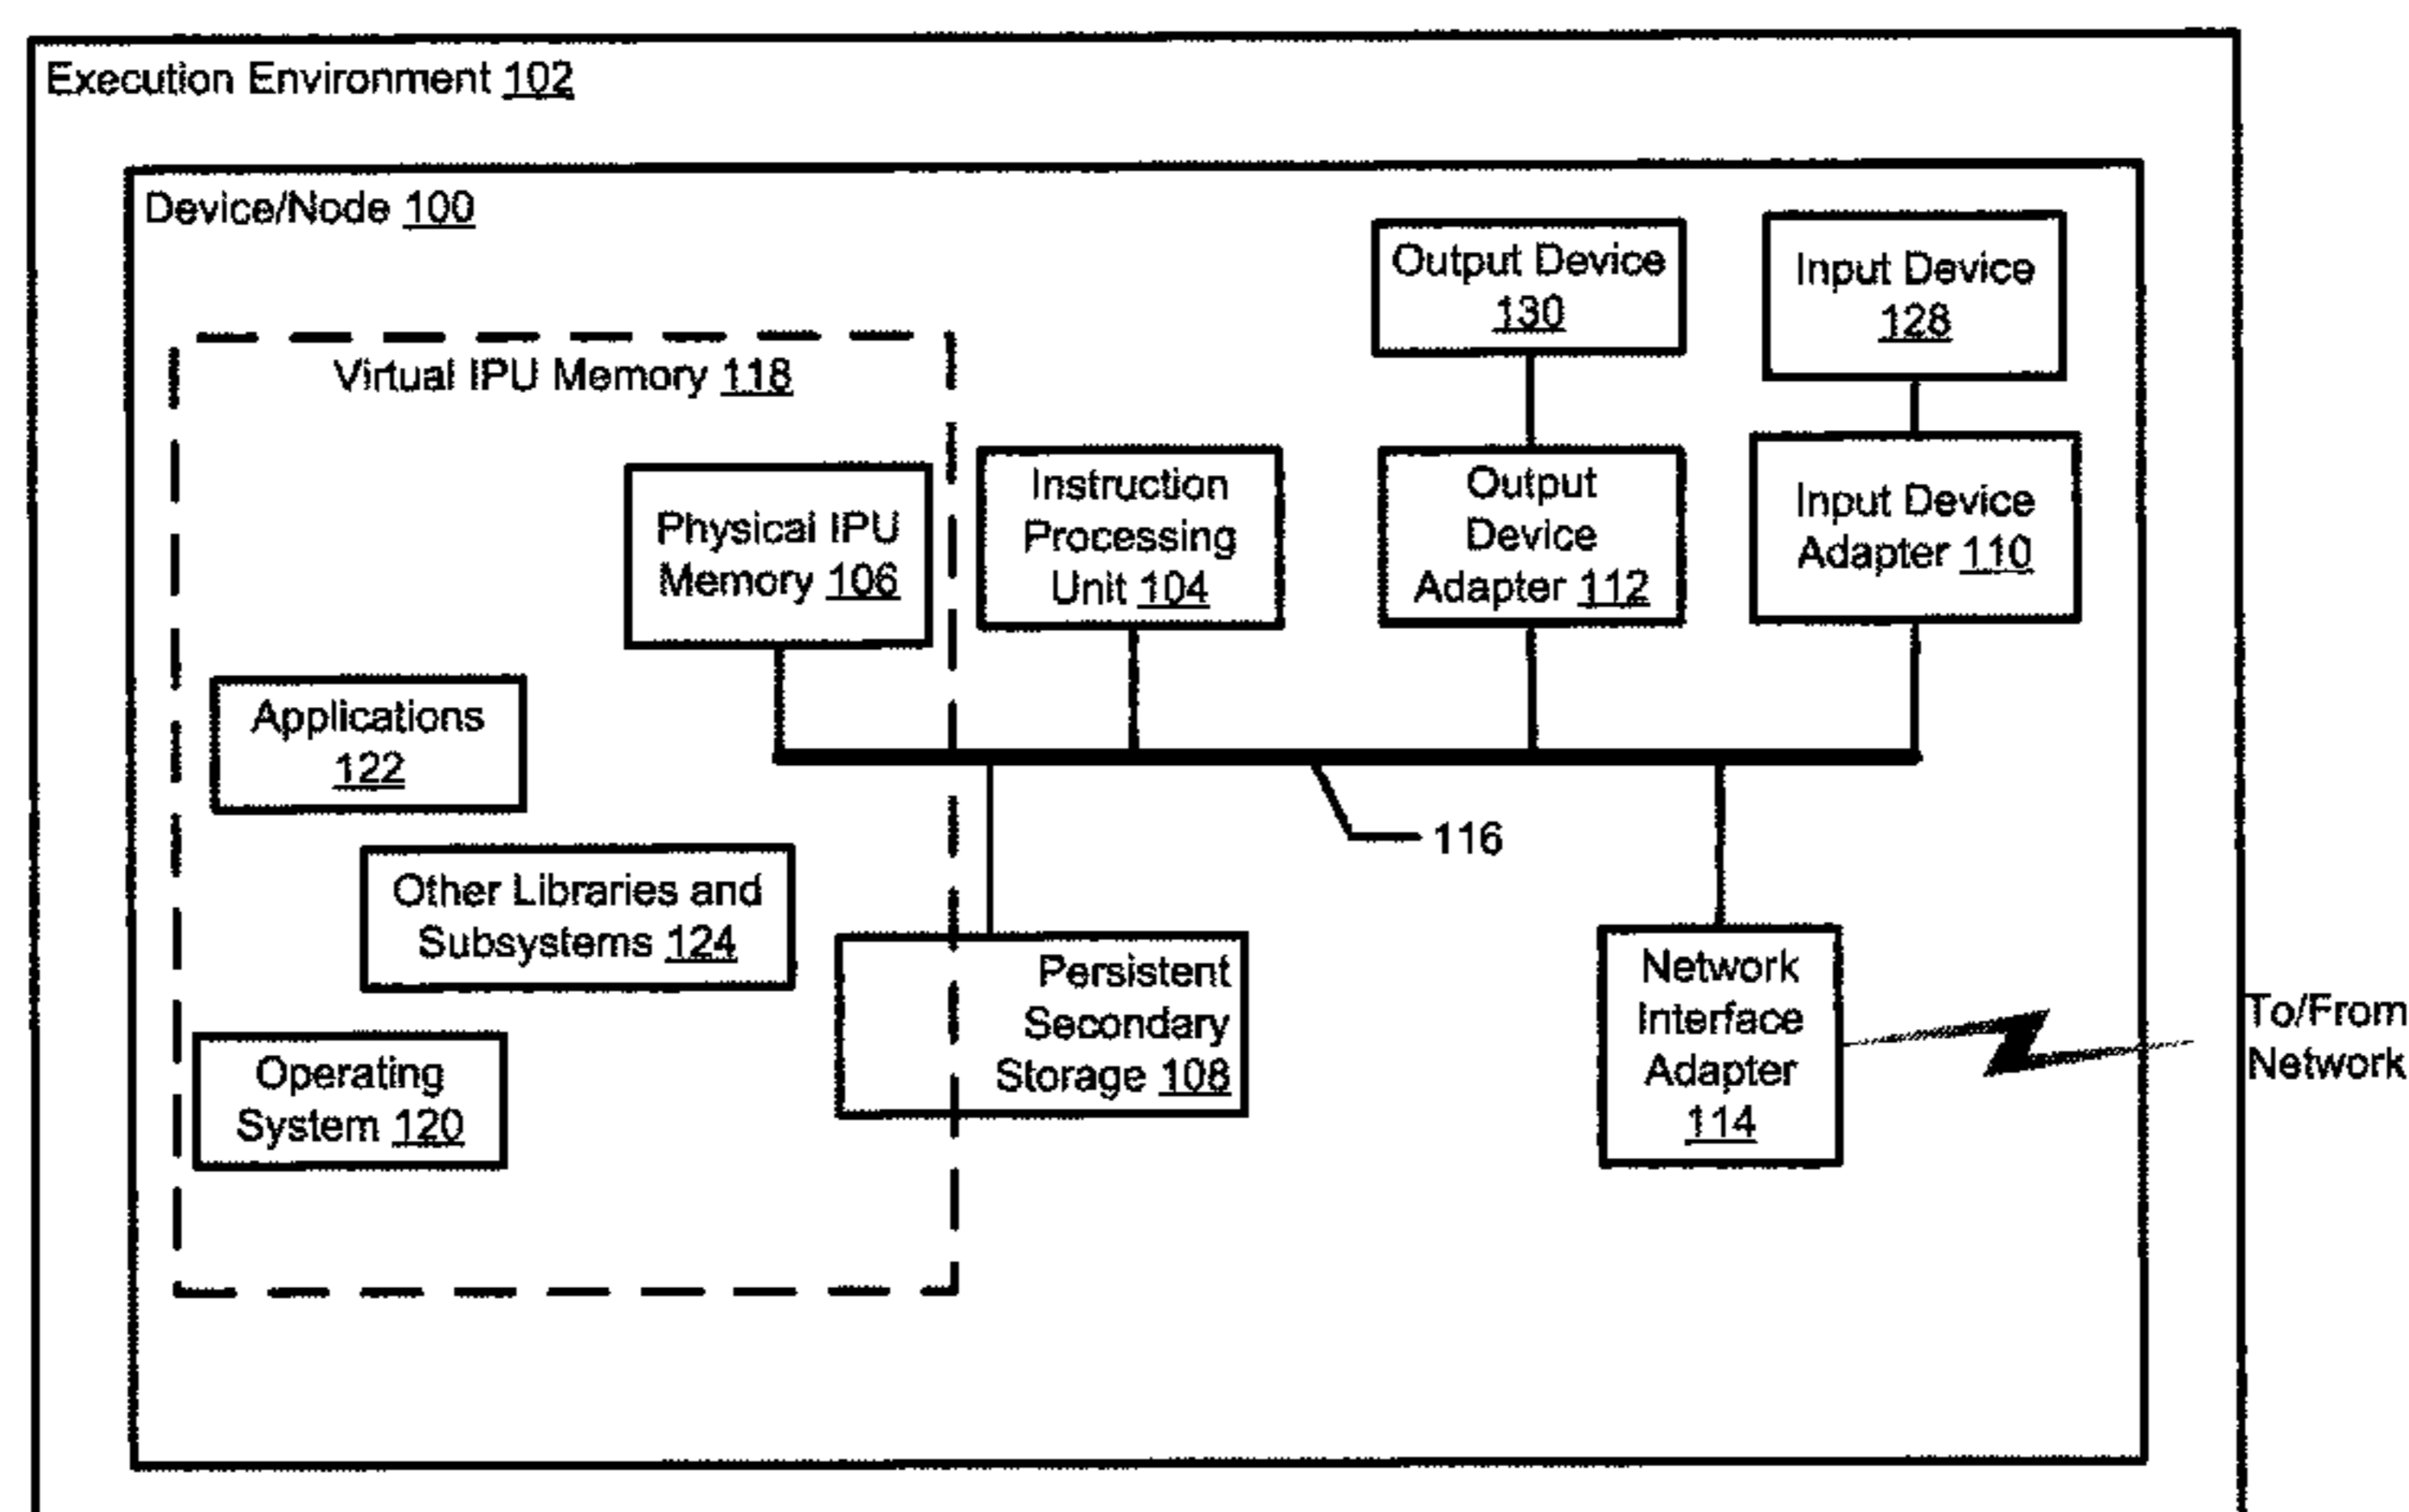 Execution Environment 102
Device/Node 100
Output Device
130
Input Device
128
Virtual IPU Memory 118
Physical IPU
Memory 106
Instruction
Processing
Unit 104
Output
Device
Adapter 112
Input Device
Adapter 110
Applications
122
116
Other Libraries and
Subsystems 124
Persistent
Secondary
Storage 108
Network
Interface
Adapter
114
To/From
Network
Operating
System 120